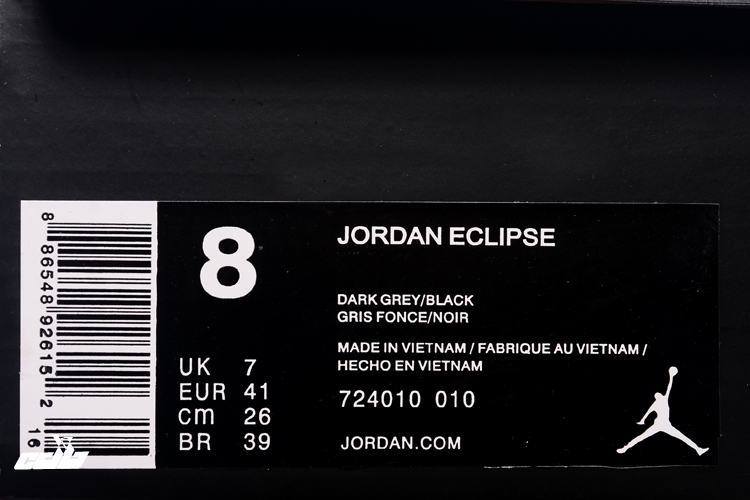 8 86548 92615 2
16
8
JORDAN ECLIPSE
DARK GREY/BLACK
GRIS FONCE/NOIR
MADE IN VIETNAM / FABRIQUE AU VIETNAM /
HECHO EN VIETNAM
UK 7
EUR 41
cm 26
BR 39
724010 010
JORDAN.COM